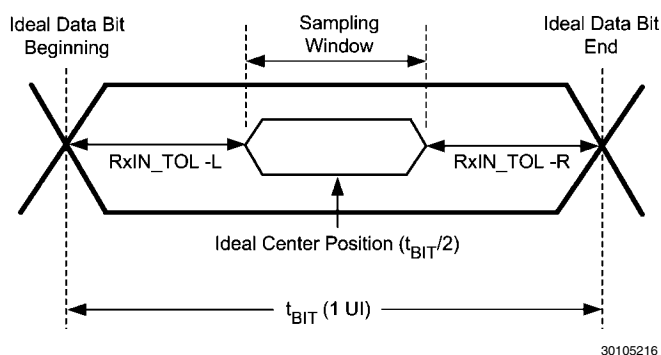 Ideal Data Bit
Beginning
Sampling
Window
Ideal Data Bit
End
RxIN_TOL -L
RxIN_TOL -R
Ideal Center Position (tBIT/2)
tBIT (1 UI)
30105216